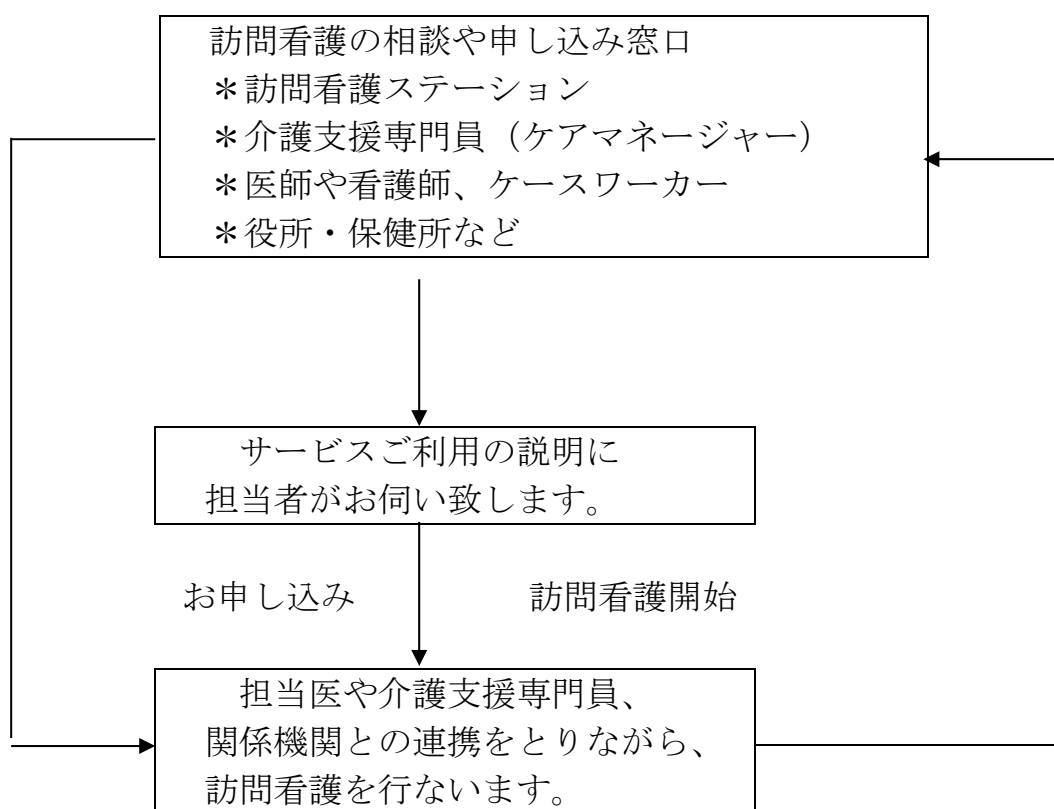 訪問看護の相談や申し込み窓口
＊訪問看護ステーション
＊介護支援専門員（ケアマネージャー）
＊医師や看護師、ケースワーカー
＊役所・保健所など
サービスご利用の説明に
担当者がお伺い致します。
お申し込み
訪問看護開始
担当医や介護支援専門員、
関係機関との連携をとりながら、
訪問看護を行ないます。